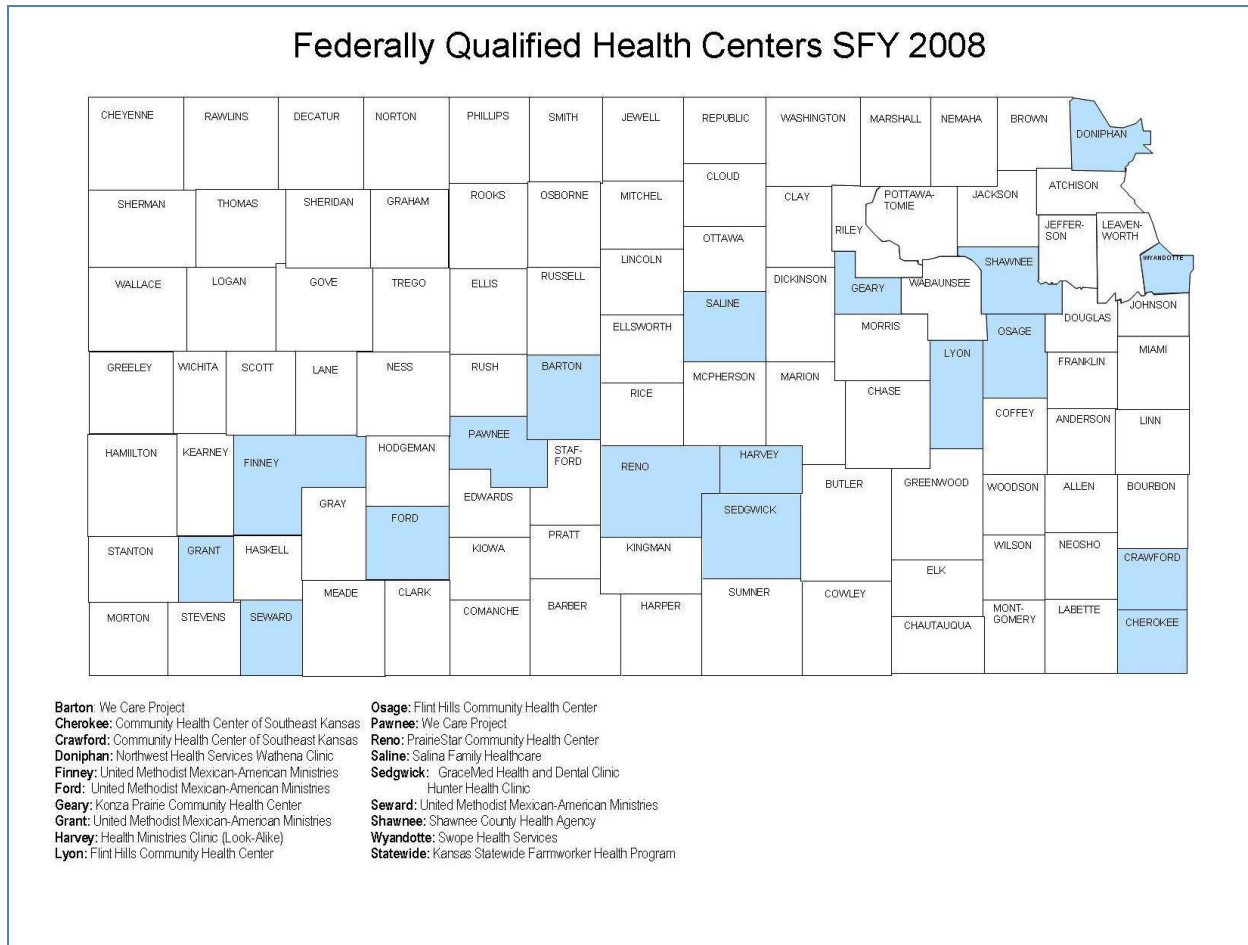 Federally Qualified Health Centers SFY 2008
CHEYENNE RAWLINS DECATUR NORTON PHILLIPS SMITH JEWELL REPUBLIC WASHINGTON MARSHALL NEMAHA BROWN
DONIPHAN
CLOUD
SHERMAN THOMAS SHERIDAN GRAHAM ROOKS OSBORNE MITCHEL CLAY POTTAWA-
TOMIE
JACKSON ATCHISON
RILEY
OTTAWA
JEFFER-
SON
LEAVEN-
WORTH
WALLACE LOGAN GOVE TREGO ELLIS RUSSELL LINCOLN DICKINSON GEARY WABAUNSEE SHAWNEE WYANDOTTE
SALINE
JOHNSON
ELLSWORTH MORRIS OSAGE DOUGLAS
LYON MIAMI
GREELEY WICHITA SCOTT LANE NESS RUSH BARTON MCPHERSON MARION FRANKLIN
RICE CHASE
COFFEY ANDERSON LINN
HAMIILTON KEARNEY FINNEY HODGEMAN PAWNEE STAF-
FORD
RENO HARVEY
BUTLER GREENWOOD WOODSON ALLEN BOURBON
GRAY EDWARDS
FORD SEDGWICK
STANTON GRANT HASKELL KIOWA PRATT KINGMAN WILSON NEOSHO CRAWFORD
ELK
MEADE CLARK COMANCHE BARBER HARPER SUMNER COWLEY
MORTON STEVENS SEWARD CHAUTAUQUA MONT-
GOMERY
LABETTE CHEROKEE
Barton: We Care Project
Cherokee: Community Health Center of Southeast Kansas
Crawford: Community Health Center of Southeast Kansas
Doniphan: Northwest Health Services Wathena Clinic
Finney: United Methodist Mexican-American Ministries
Ford: United Methodist Mexican-American Ministries
Geary: Konza Prairie Community Health Center
Grant: United Methodist Mexican-American Ministries
Harvey: Health Ministries Clinic (Look-Alike)
Lyon: Flint Hills Community Health Center
Osage: Flint Hills Community Health Center
Pawnee: We Care Project
Reno: PrairieStar Community Health Center
Saline: Salina Family Healthcare
Sedgwick: GraceMed Health and Dental Clinic
Hunter Health Clinic
Seward: United Methodist Mexican-American Ministries
Shawnee: Shawnee County Health Agency
Wyandotte: Swope Health Services
Statewide: Kansas Statewide Farmworker Health Program